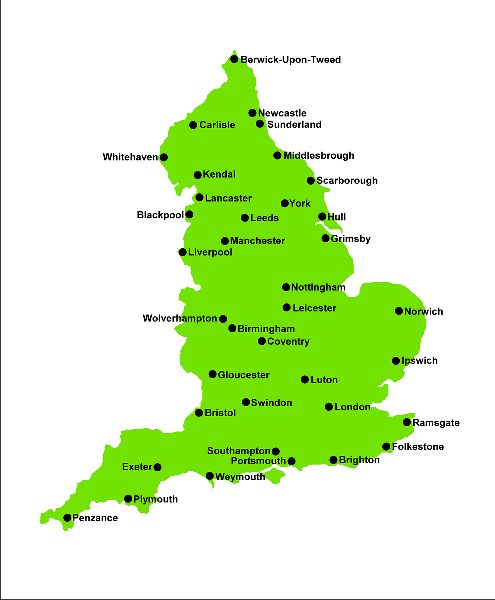 Berwick-Upon-Tweed
Newcastle
Carlisle
Sunderland
Whitehaven
Middlesbrough
Kendal
Scarborough
Lancaster
York
Blackpool
Leeds
Hull
Manchester
Grimsby
Liverpool
Nottingham
Leicester
Norwich
Wolverhampton
Birmingham
Coventry
Ipswich
Gloucester
Luton
Swindon
London
Bristol
Ramsgate
Folkestone
Southampton
Portsmouth
Brighton
Exeter
Weymouth
Plymouth
Penzance